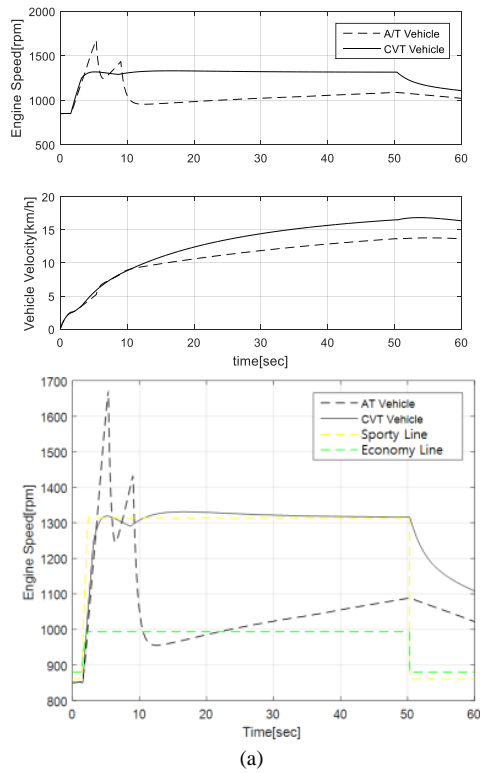 2000
1500
1000
500
Engine Speed[rpm]
A/T Vehicle
CVT Vehicle
0 10 20 30 40 50 60
20
15
10
5
0
Vehicle Velocity[km/h]
0 10 20 30 40 50 60
time[sec]
1700
1600
1500
1400
1300
1200
1100
1000
900
800
Engine Speed[rpm]
AT Vehicle
CVT Vehicle
Sporty Line
Economy Line
0 10 20 30 40 50 60
Time[sec]
(a)